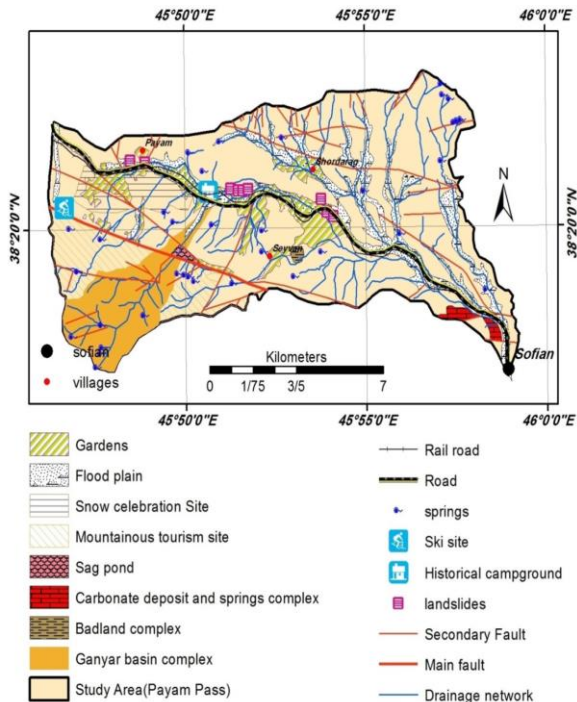 45°50'0"E 45°55'0"E 46°0'0"E
Payam
Shordarag
38°20'0"N
N
38°20'0"N
Seyvan
Sofian
sofian
villages
Kilometers
0 1/75 3/5 7
45°50'0"E 45°55'0"E 46°0'0"E
Gardens
Flood plain
Snow celebration Site
Mountainous tourism site
Sag pond
Carbonate deposit and springs complex
Badland complex
Ganyar basin complex
Study Area(Payam Pass)
Rail road
Road
springs
Ski site
Historical campground
landslides
Secondary Fault
Main fault
Drainage network